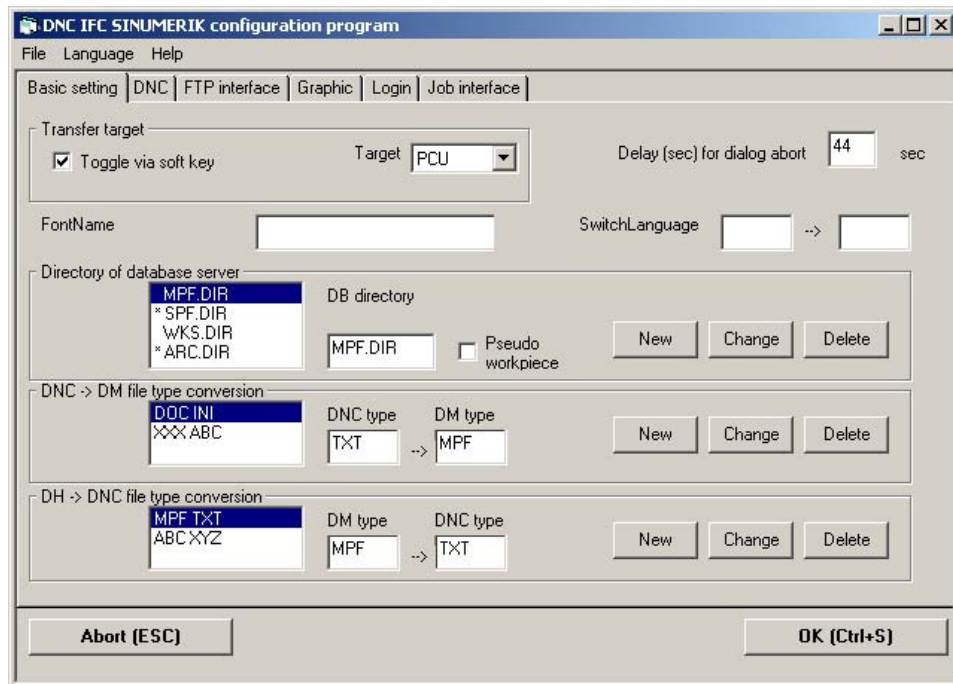 DNC IFC SINUMERIK configuration program
File Language Help
Basic setting DNC FTP interface Graphic Login Job interface
Transfer target
Toggle via soft key Target PCU Delay (sec) for dialog abort 44 sec
FontName SwitchLanguage -->
Directory of database server
MPF.DIR DB directory
* SPF.DIR
WKS.DIR MPF.DIR Pseudo workpiece New Change Delete
* ARC.DIR
DNC -> DM file type conversion
DOC INI DNC type DM type
XXX ABC TXT --> MPF New Change Delete
DH -> DNC file type conversion
MPF TXT DM type DNC type
ABC XYZ MPF --> TXT New Change Delete
Abort (ESC) OK (Ctrl+S)